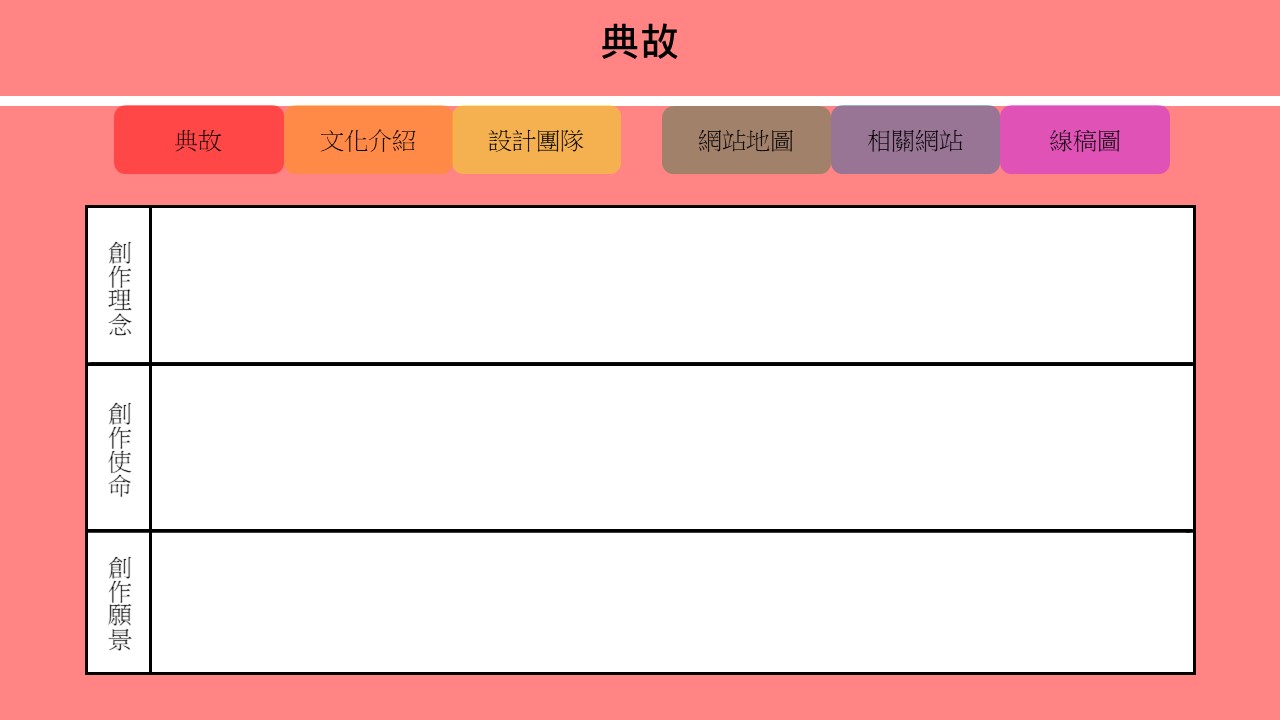 典故
典故
文化介紹
設計團隊
網站地圖
相關網站
線稿圖
創作理念
創作使命
創作願景